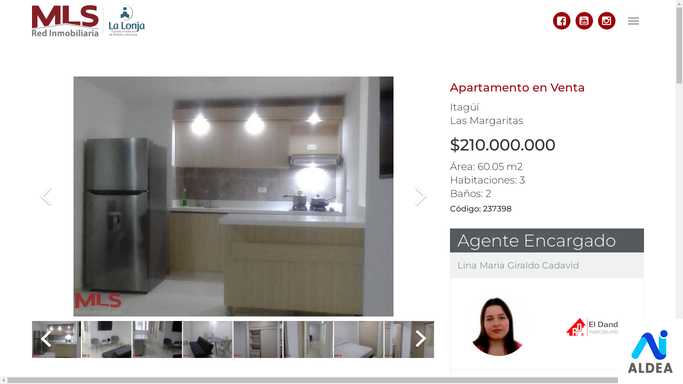 MLS
Red Inmobiliaria
La Lonja
Apartamento en Venta
Itagüí
Las Margaritas
$210.000.000
Área: 60.05 m2
Habitaciones: 3
Baños: 2
Código: 237398
MLS
Agente Encargado
Lina Maria Giraldo Cadavid
El Dand
ALDEA